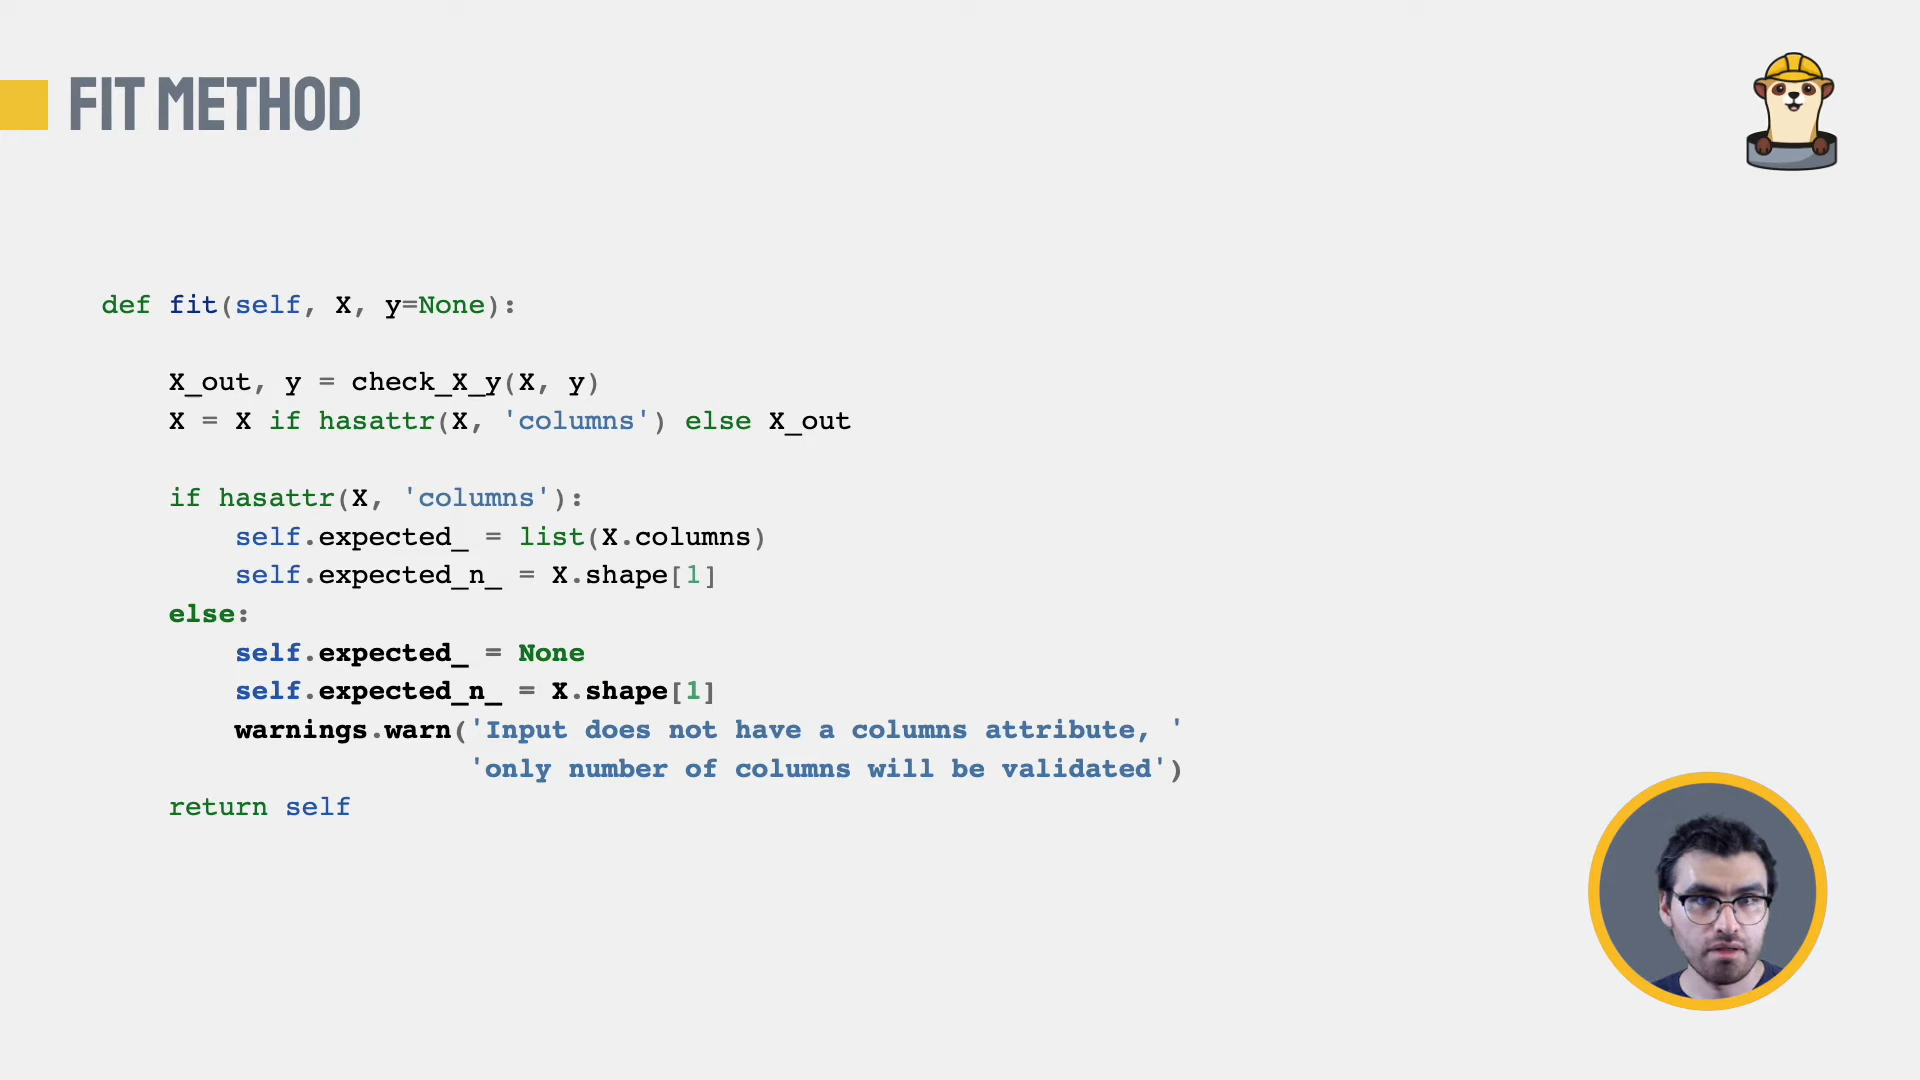 FIT METHOD
def fit(self, X, y=None):
X_out, y = check_X_y(X, y)
X = X if hasattr(X, 'columns') else X_out
if hasattr(X, 'columns'):
self.expected_ = list(X.columns)
self.expected_n_ = X.shape[1]
else:
self.expected_ = None
self.expected_n_ = X.shape[1]
warnings.warn('Input does not have a columns attribute, '
'only number of columns will be validated')
return self